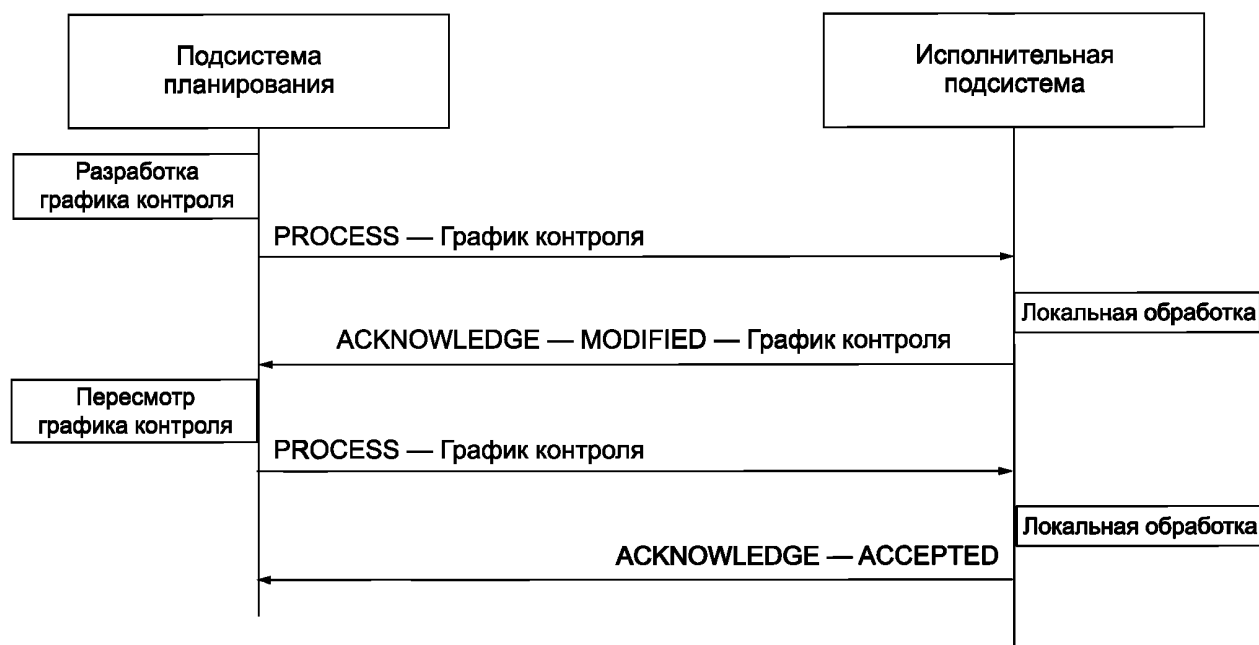 Подсистема
планирования
Исполнительная
подсистема
Разработка
графика контроля
PROCESS — График контроля
Локальная обработка
ACKNOWLEDGE — MODIFIED — График контроля
Пересмотр
графика контроля
PROCESS — График контроля
Локальная обработка
ACKNOWLEDGE — ACCEPTED